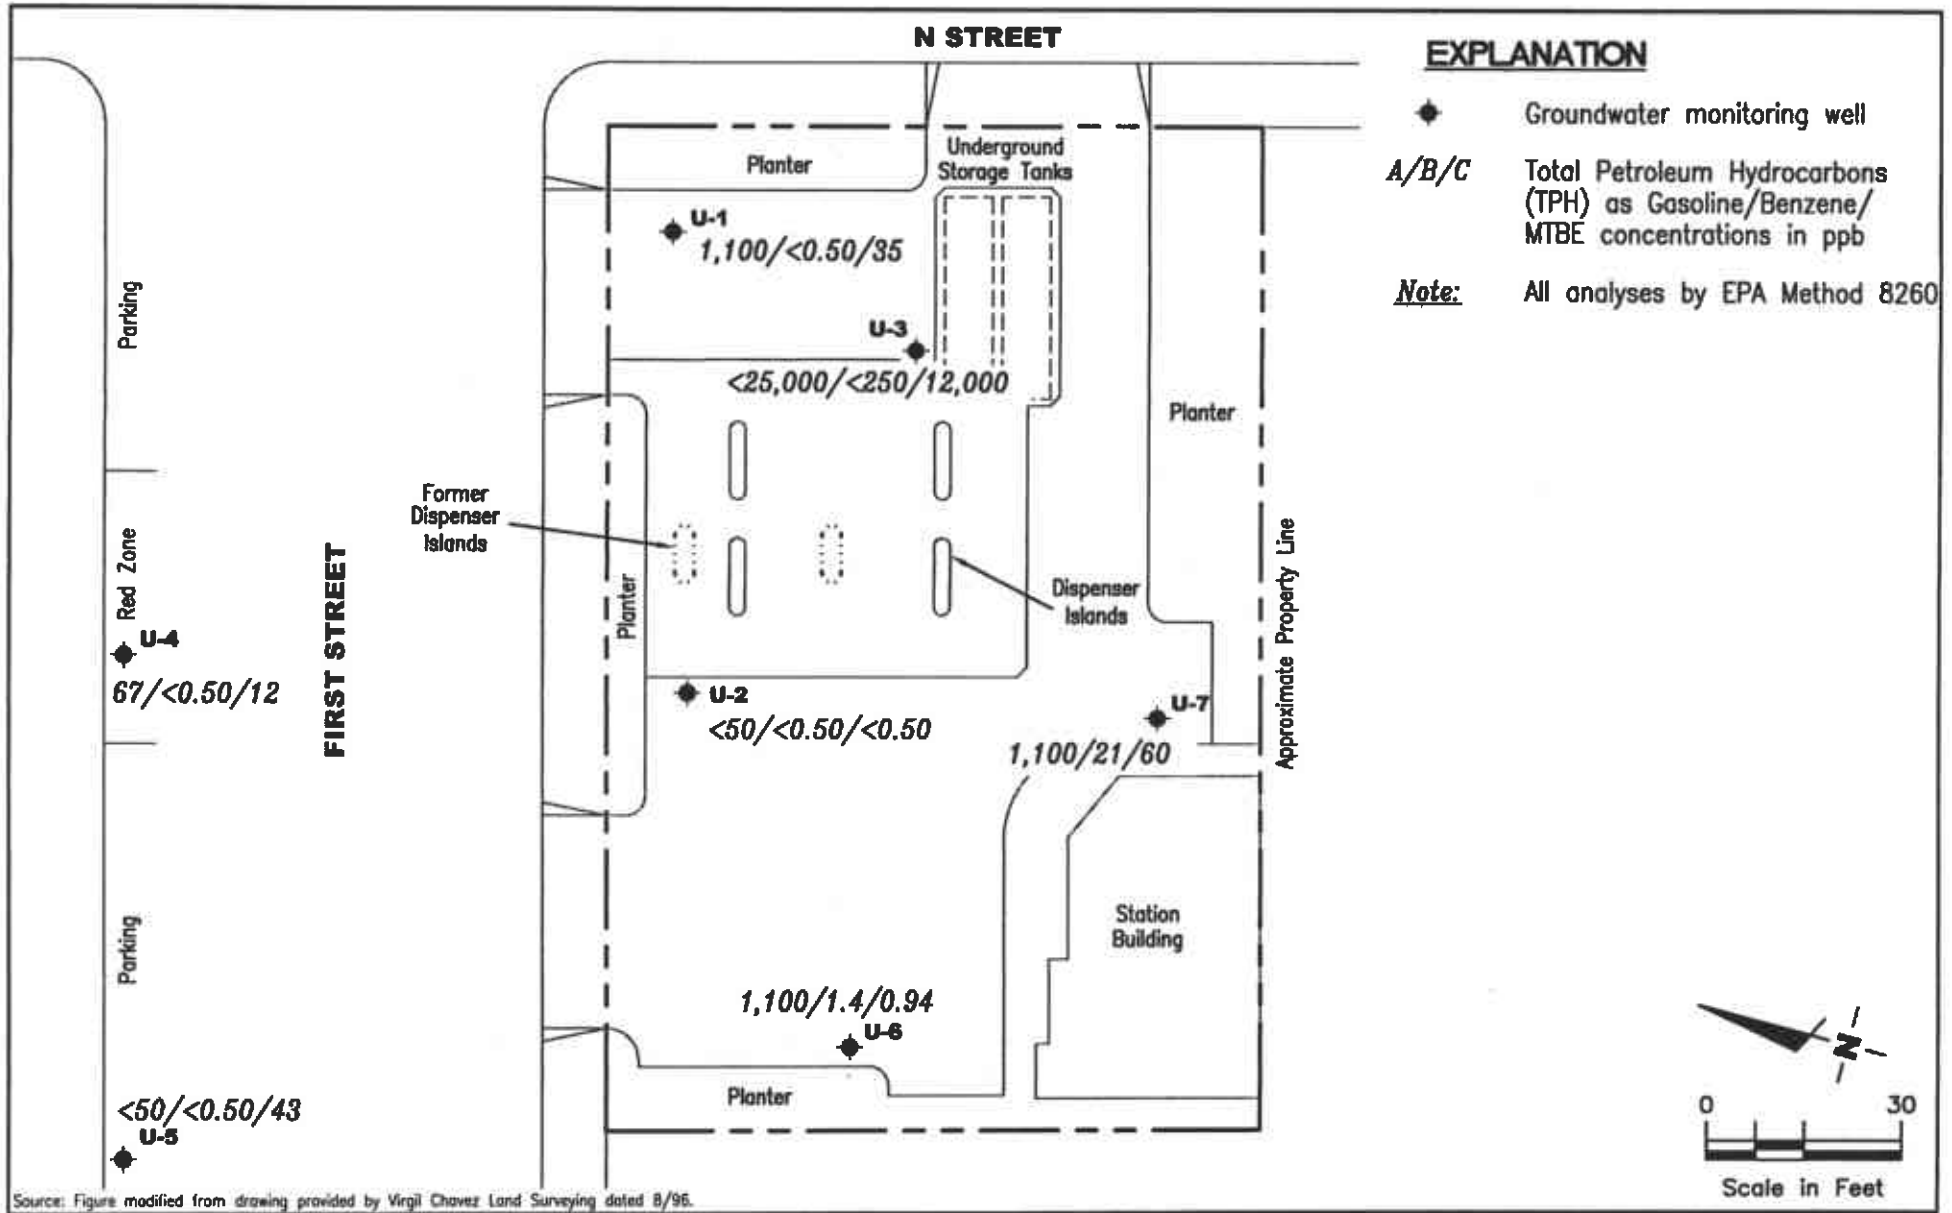 N STREET
EXPLANATION
Groundwater monitoring well
A/B/C Total Petroleum Hydrocarbons
(TPH) as Gasoline/Benzene/
MTBE concentrations in ppb
Note: All analyses by EPA Method 8260
Planter
Underground
Storage Tanks
U-1
1,100/<0.50/35
Parking
U-3
<25,000/<250/12,000
Planter
Former
Dispenser
Islands
Red Zone
FIRST STREET
Planter
Dispenser
Islands
Approximate Property Line
U-4
67/<0.50/12
U-2
<50/<0.50/<0.50
U-7
1,100/21/60
Parking
Station
Building
1,100/1.4/0.94
U-6
Planter
<50/<0.50/43
U-5
N
0 30
Scale in Feet
Source: Figure modified from drawing provided by Virgil Chavez Land Surveying dated 8/96.